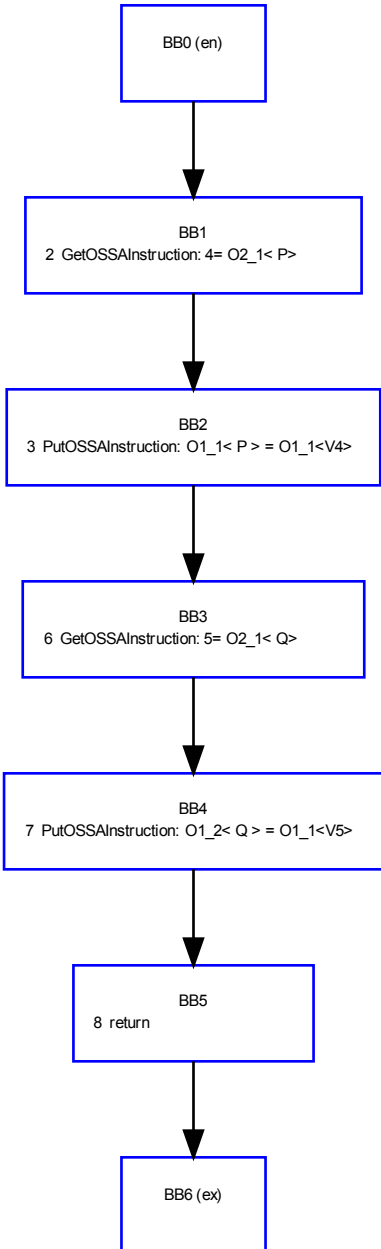 BB0 (en)
BB1
2 GetOSSAInstruction: 4= O2_1< P>
BB2
3 PutOSSAInstruction: O1_1< P > = O1_1<V4>
BB3
6 GetOSSAInstruction: 5= O2_1< Q>
BB4
7 PutOSSAInstruction: O1_2< Q > = O1_1<V5>
BB5
8 return
BB6 (ex)